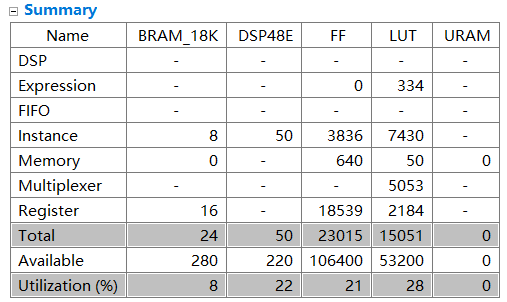 Summary
Name BRAM_18K DSP48E FF LUT URAM
DSP - - - - -
Expression - - 0 334 -
FIFO - - - - -
Instance 8 50 3836 7430 -
Memory 0 - 640 50 0
Multiplexer - - - 5053 -
Register 16 - 18539 2184 -
Total 24 50 23015 15051 0
Available 280 220 106400 53200 0
Utilization (%) 8 22 21 28 0